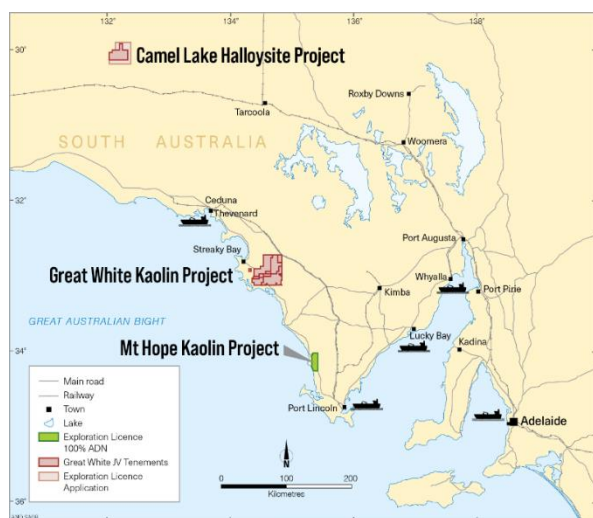 132°
134°
136°
138°
30°
Camel Lake Halloysite Project
Roxby Downs
Tarcoola
Woomera
SOUTH AUSTRALIA
32°
Ceduna
Thevenard
Port Augusta
Streaky Bay
Great White Kaolin Project
Whyalla
Kimba
Port Pirie
GREAT AUSTRALIAN BIGHT
Lucky Bay
Kadina
34°
Mt Hope Kaolin Project
Main road
Railway
Town
Lake
Exploration Licence
100% ADN
Great White JV Tenements
Exploration Licence
Application
Port Lincoln
Adelaide
N
0
100
200
Kilometres
36°